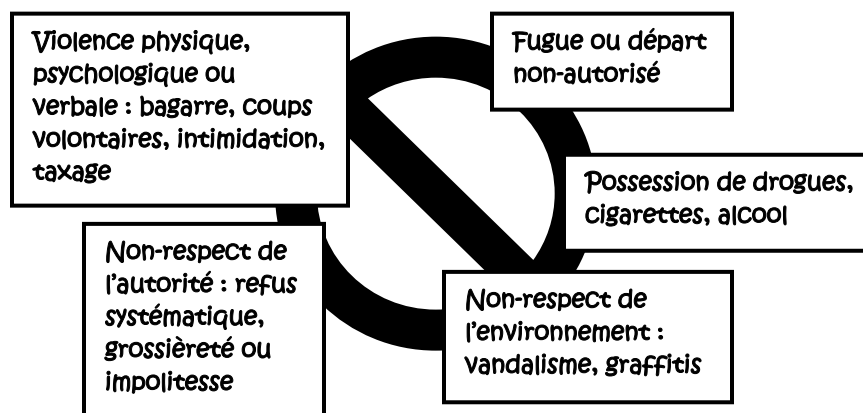 Violence physique,
psychologique ou
verbale : bagarre, coups
volontaires, intimidation,
taxage
Fugue ou départ
non-autorisé
Possession de drogues,
cigarettes, alcool
Non-respect de
l'autorité : refus
systématique,
grossièreté ou
impolitesse
Non-respect de
l'environnement :
vandalisme, graffitis